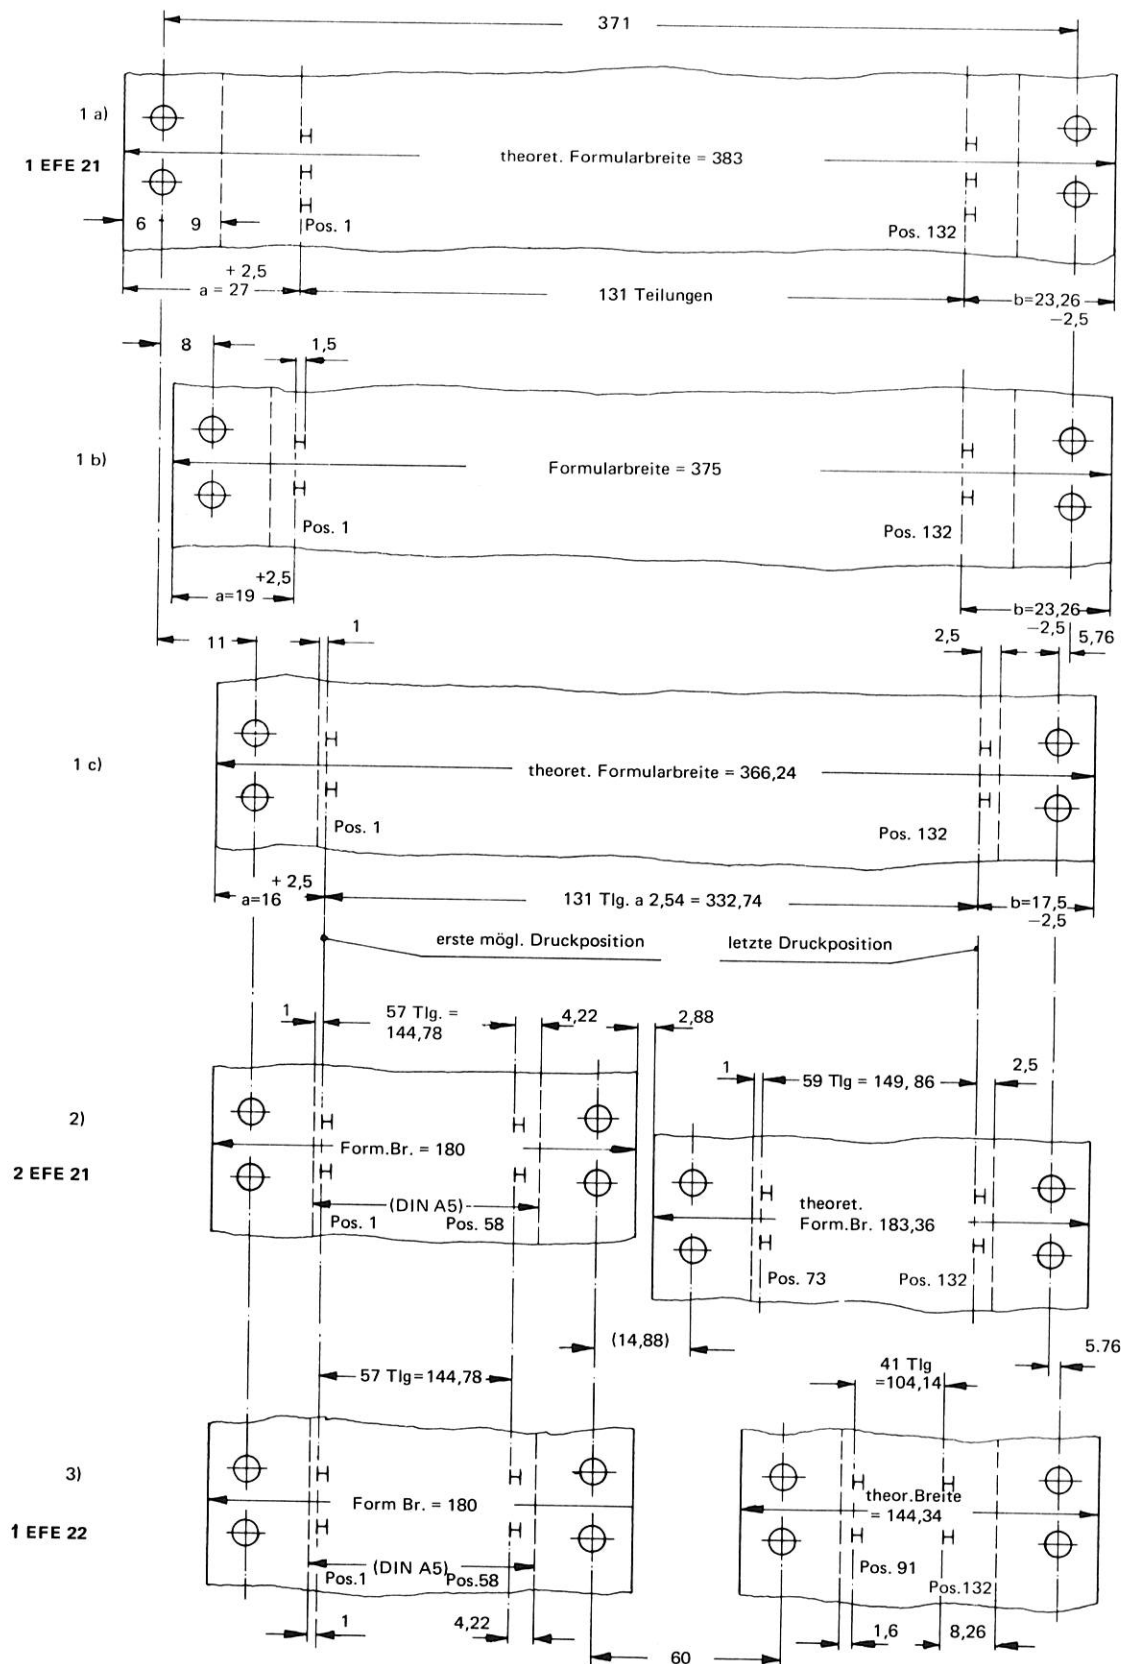 371
1 a)
1 EFE 21
theoret. Formularbreite = 383
6
9
Pos. 1
Pos. 132
+ 2,5
a = 27
131 Teilungen
b=23,26
−2,5
8
1,5
1 b)
Formularbreite = 375
Pos. 1
Pos. 132
+2,5
a=19
b=23,26
−2,5
11
1
2,5
5,76
1 c)
theoret. Formularbreite = 366,24
Pos. 1
Pos. 132
+ 2,5
a=16
131 Tlg. a 2,54 = 332,74
b=17,5
−2,5
erste mögl. Druckposition
letzte Druckposition
1
57 Tlg. =
144,78
4,22
2,88
1
59 Tlg = 149, 86
2,5
2)
2 EFE 21
Form.Br. = 180
(DIN A5)
Pos. 1
Pos. 58
theoret.
Form.Br. 183,36
Pos. 73
Pos. 132
(14,88)
5.76
57 Tlg=144,78
41 Tlg
=104,14
3)
1 EFE 22
Form Br. = 180
(DIN A5)
Pos.1
Pos.58
theor.Breite
= 144,34
Pos. 91
Pos.132
1
4,22
1,6
8,26
60